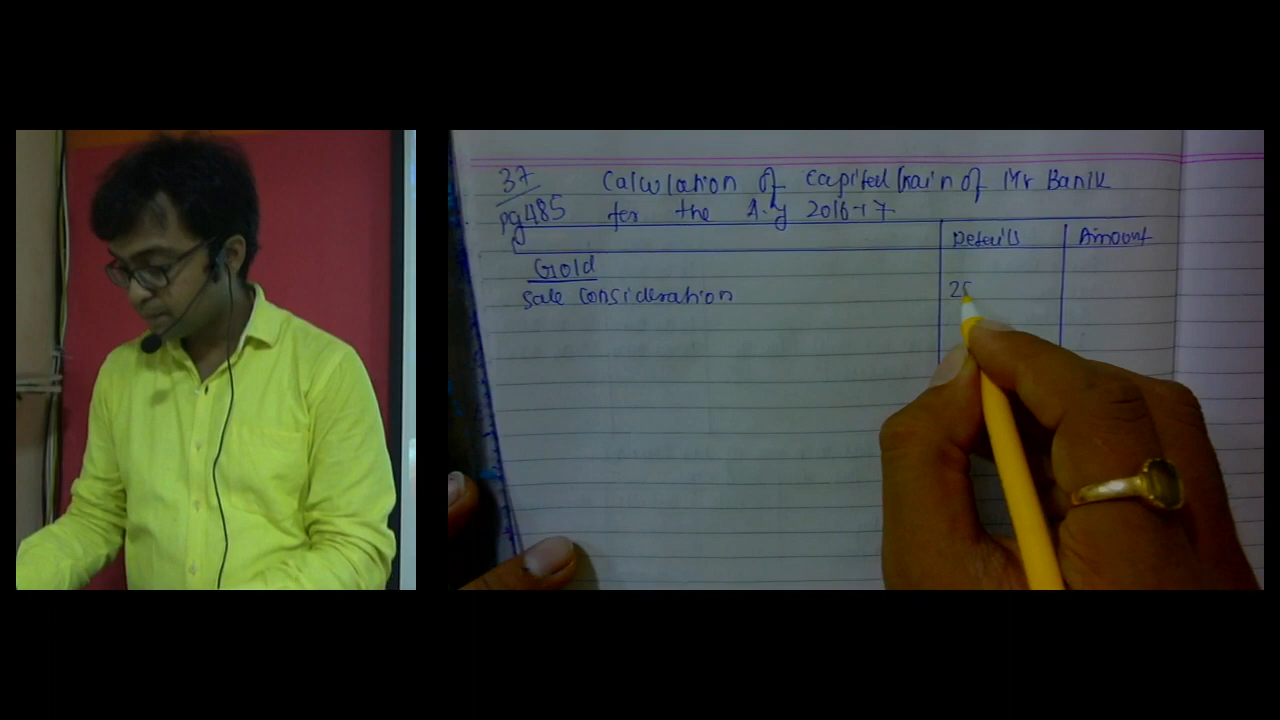 37 Calculation of Capital Gain of Mr Banik
pg485 for the A.y 2016-17
Details Amount
Gold
Sale Consideration 25